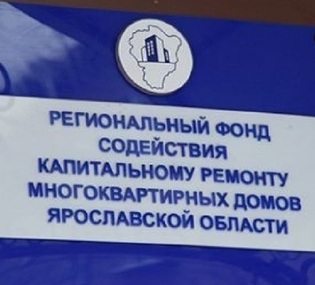 РЕГИОНАЛЬНЫЙ ФОНД
СОДЕЙСТВИЯ
КАПИТАЛЬНОМУ РЕМОНТУ
МНОГОКВАРТИРНЫХ ДОМОВ
ЯРОСЛАВСКОЙ ОБЛАСТИ